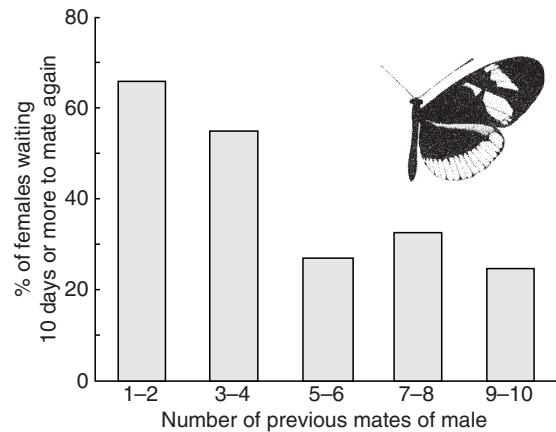 80
60
40
20
0
% of females waiting
10 days or more to mate again
1–2 3–4 5–6 7–8 9–10
Number of previous mates of male